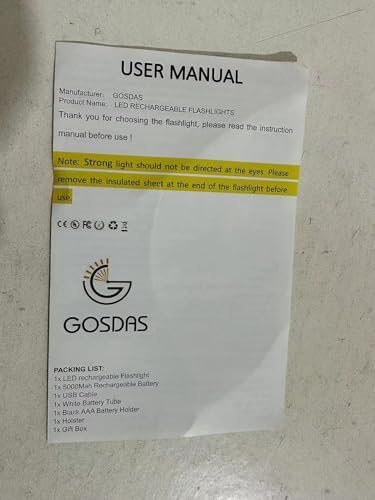 USER MANUAL
Manufacturer: GOSDAS
Product Name: LED RECHARGEABLE FLASHLIGHTS
Thank you for choosing the flashlight, please read the instruction
manual before use !
Note: Strong light should not be directed at the eyes. Please
remove the insulated sheet at the end of the flashlight before
use.
CE FC
GOSDAS
PACKING LIST:
1x LED rechargeable Flashlight
1x 5000Mah Rechargeable Battery
1x USB Cable
1x White Battery Tube
1x Black AAA Battery Holder
1x Holster
1x Gift Box